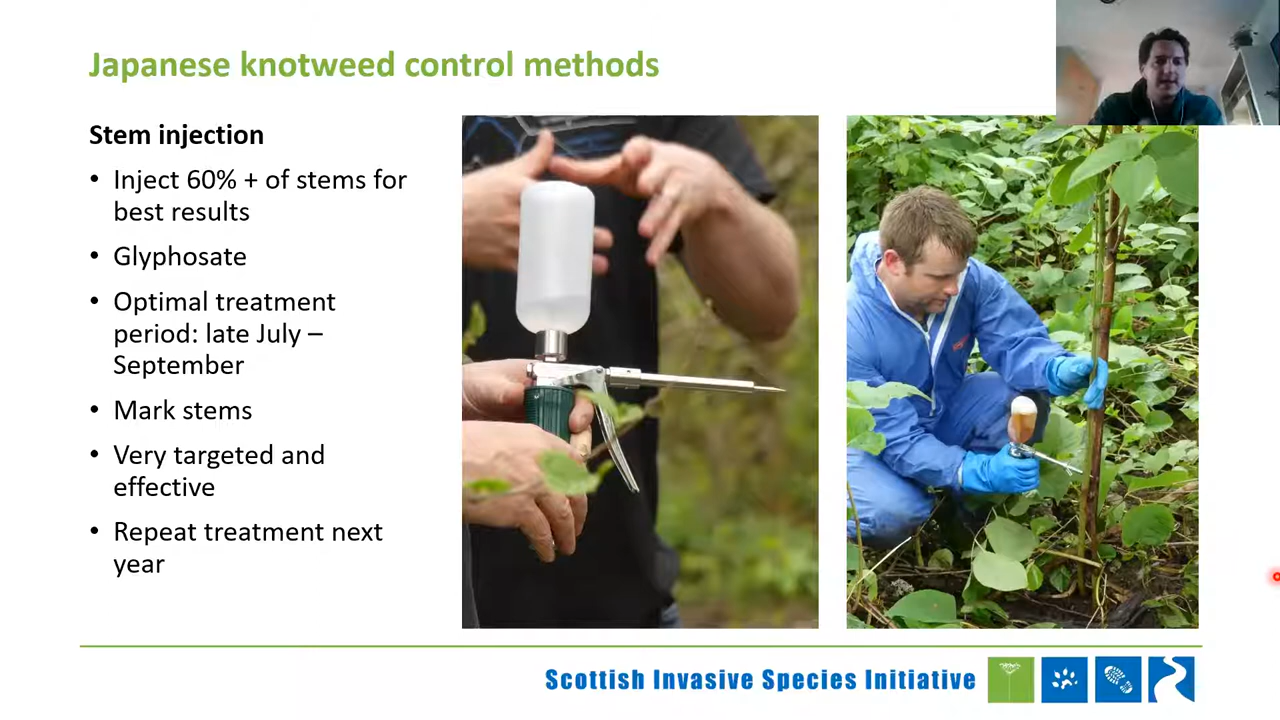 Japanese knotweed control methods
Stem injection
• Inject 60% + of stems for
best results
• Glyphosate
• Optimal treatment
period: late July –
September
• Mark stems
• Very targeted and
effective
• Repeat treatment next
year
Scottish Invasive Species Initiative